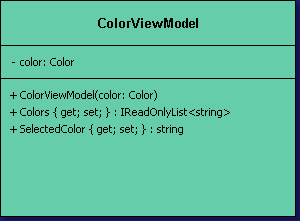 ColorViewModel
- color: Color
+ ColorViewModel(color: Color)
+ Colors { get; set; } : IReadOnlyList<string>
+ SelectedColor { get; set; } : string